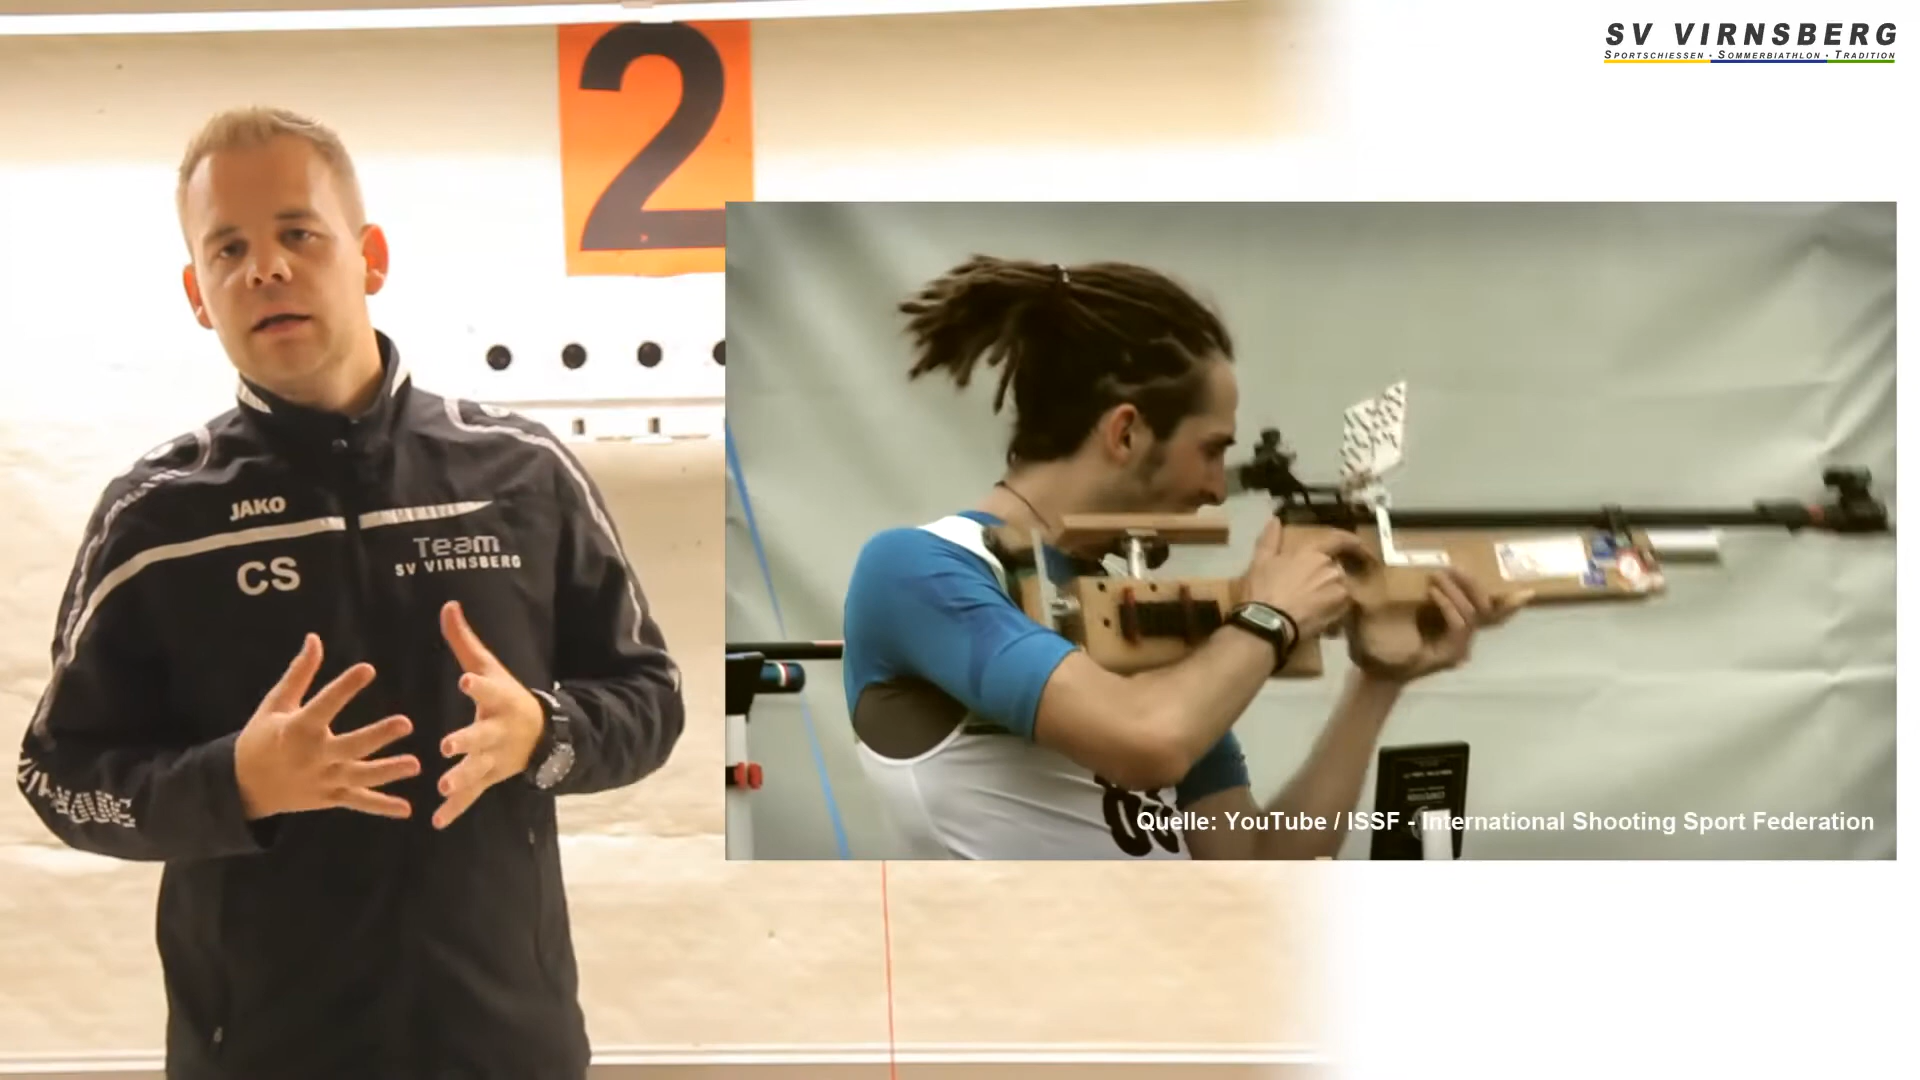 SV VIRNSBERG
SPORTSCHIESSEN · SOMMERBIATHLON · TRADITION
2
JAKO
Team
SV VIRNSBERG
CS
Quelle: YouTube / ISSF - International Shooting Sport Federation